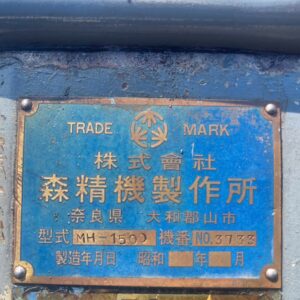 TRADE MARK
株式會社
森精機製作所
奈良県 大和郡山市
型式 MH-1500 機番 NO.3733
製造年月日 昭和 年 月